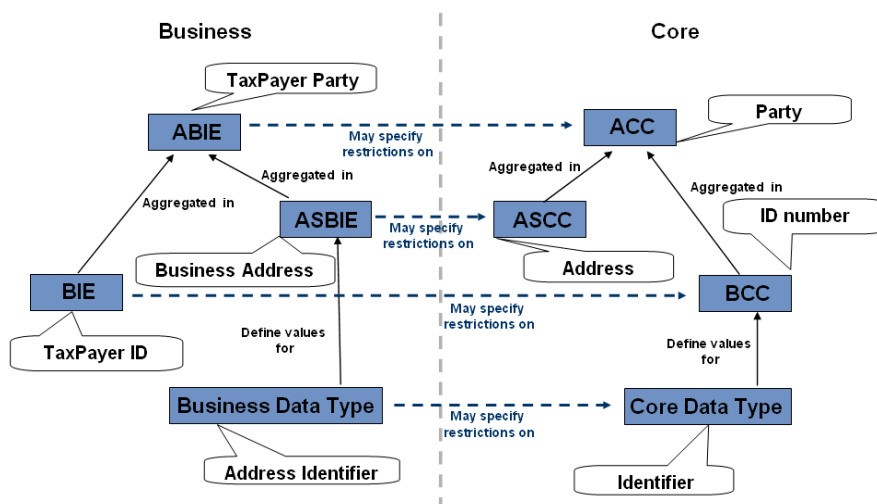 Business
Core
TaxPayer Party
ABIE
May specify
restrictions on
ACC
Party
Aggregated in
Aggregated in
Aggregated in
Aggregated in
ASBIE
May specify
restrictions on
ASCC
ID number
Business Address
Address
BIE
May specify
restrictions on
BCC
TaxPayer ID
Define values
for
Define values
for
Business Data Type
May specify
restrictions on
Core Data Type
Address Identifier
Identifier